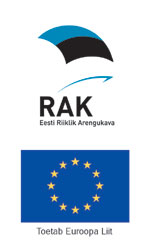 RAK
Eesti Riiklik Arengukava
Toetab Euroopa Liit